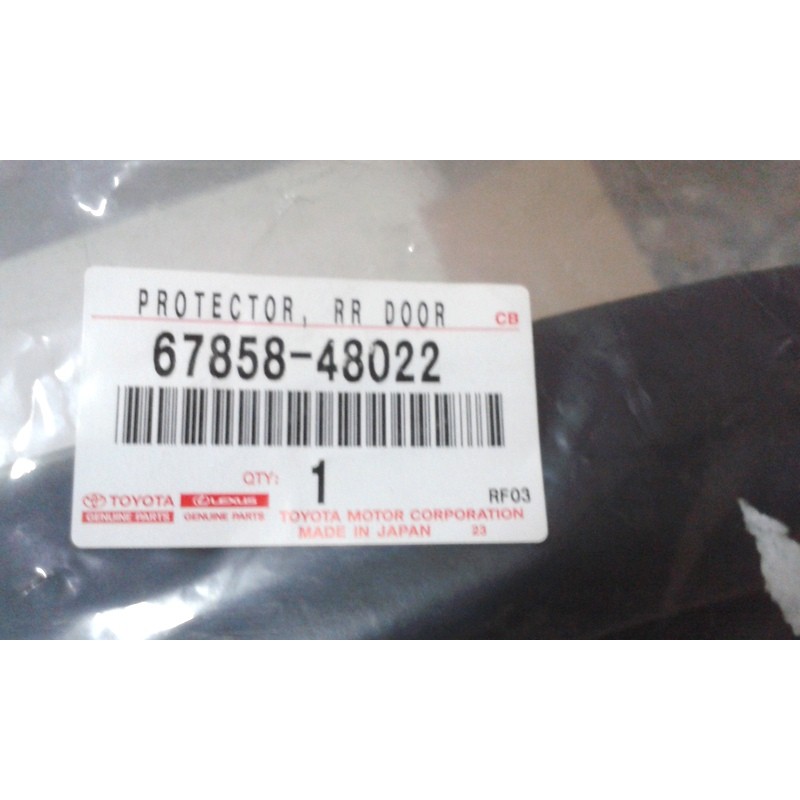 PROTECTOR, RR DOOR
CB
67858-48022
QTY: 1
RF03
TOYOTA LEXUS
GENUINE PARTS GENUINE PARTS
TOYOTA MOTOR CORPORATION
MADE IN JAPAN 23